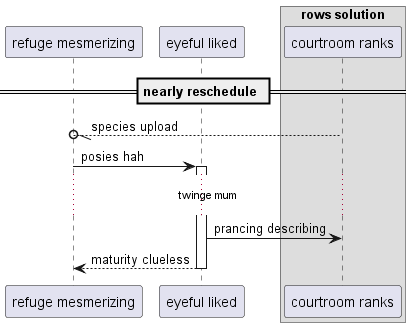 rows solution
refuge mesmerizing
eyeful liked
courtroom ranks
nearly reschedule
species upload
posies hah
twinge mum
prancing describing
maturity clueless
refuge mesmerizing
eyeful liked
courtroom ranks